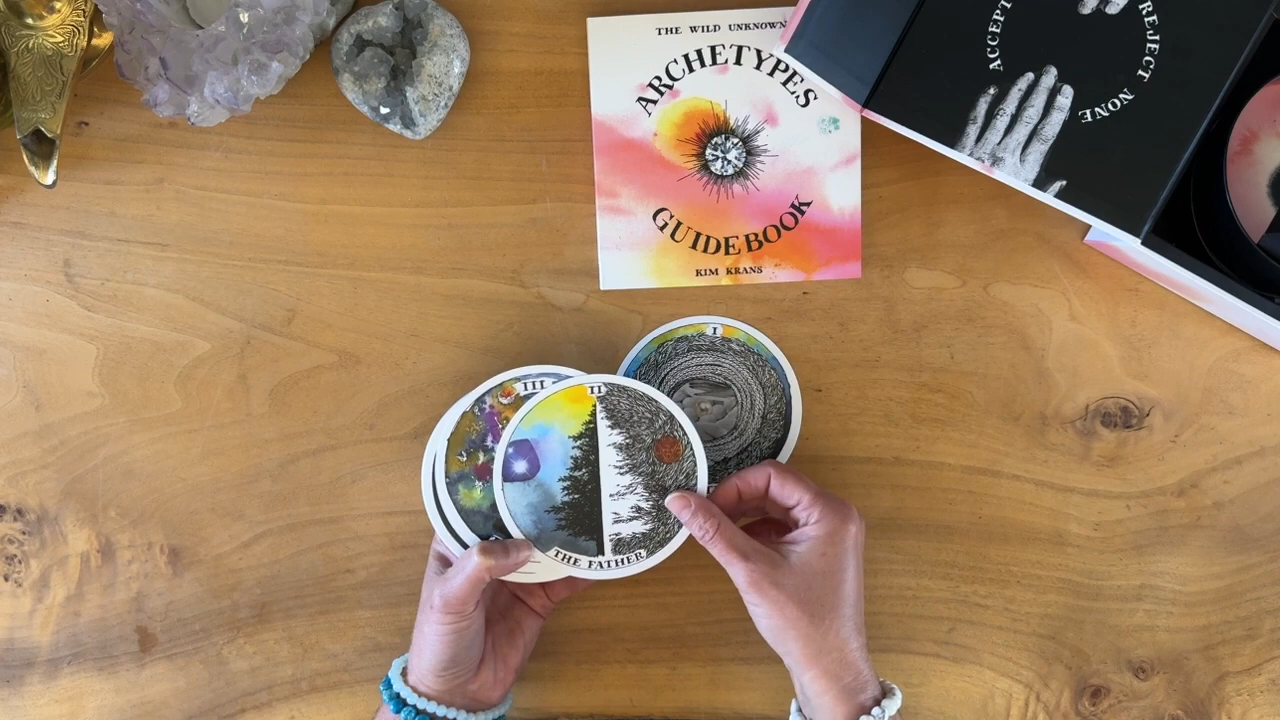 THE WILD UNKNOWN
ARCHETYPES
GUIDEBOOK
KIM KRANS
ACCEPT
REJECT NONE
I
III
II
THE FATHER